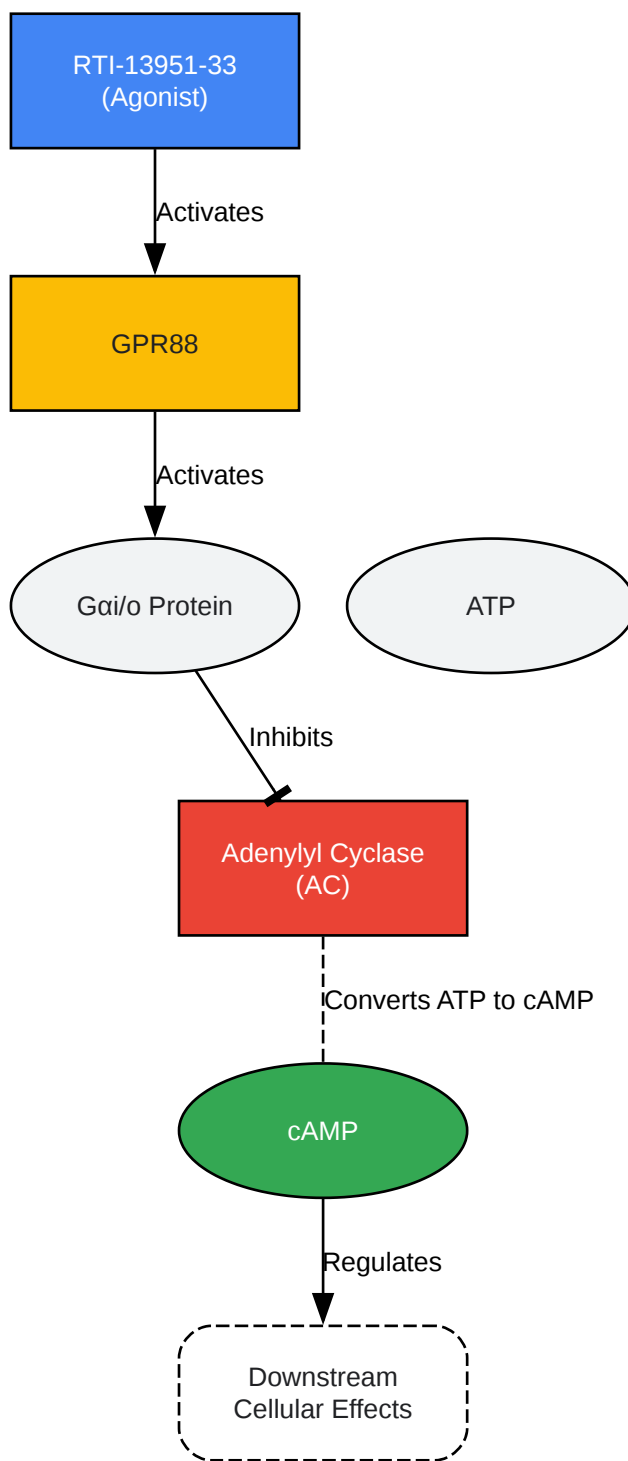 RTI-13951-33
(Agonist)
Activates
GPR88
Activates
Gαi/o Protein
ATP
Inhibits
Adenylyl Cyclase
(AC)
Converts ATP to cAMP
cAMP
Regulates
Downstream
Cellular Effects